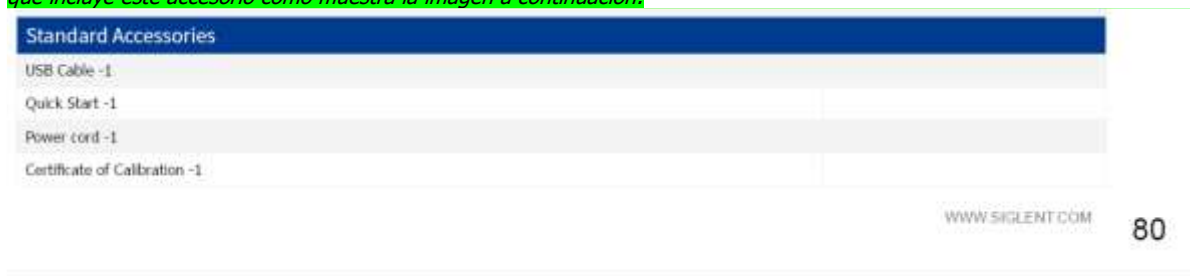 que incluye este accesorio como muestra la imagen a continuación:
Standard Accessories
USB Cable -1
Quick Start -1
Power cord -1
Certificate of Calibration -1
WWW.SIGLENT.COM
80